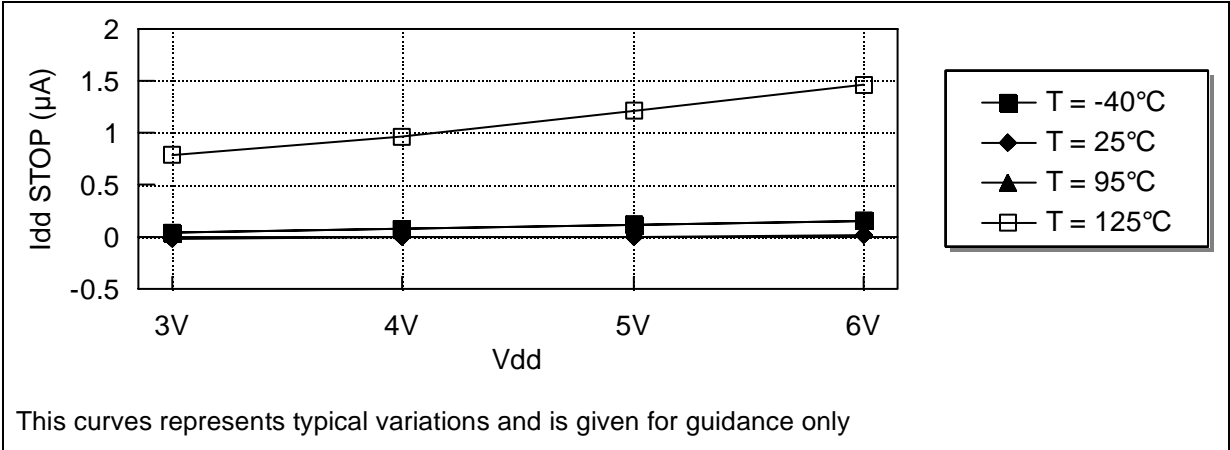 2
1.5
1
0.5
0
-0.5
Idd STOP (µA)
3V 4V 5V 6V
Vdd
T = -40°C
T = 25°C
T = 95°C
T = 125°C
This curves represents typical variations and is given for guidance only